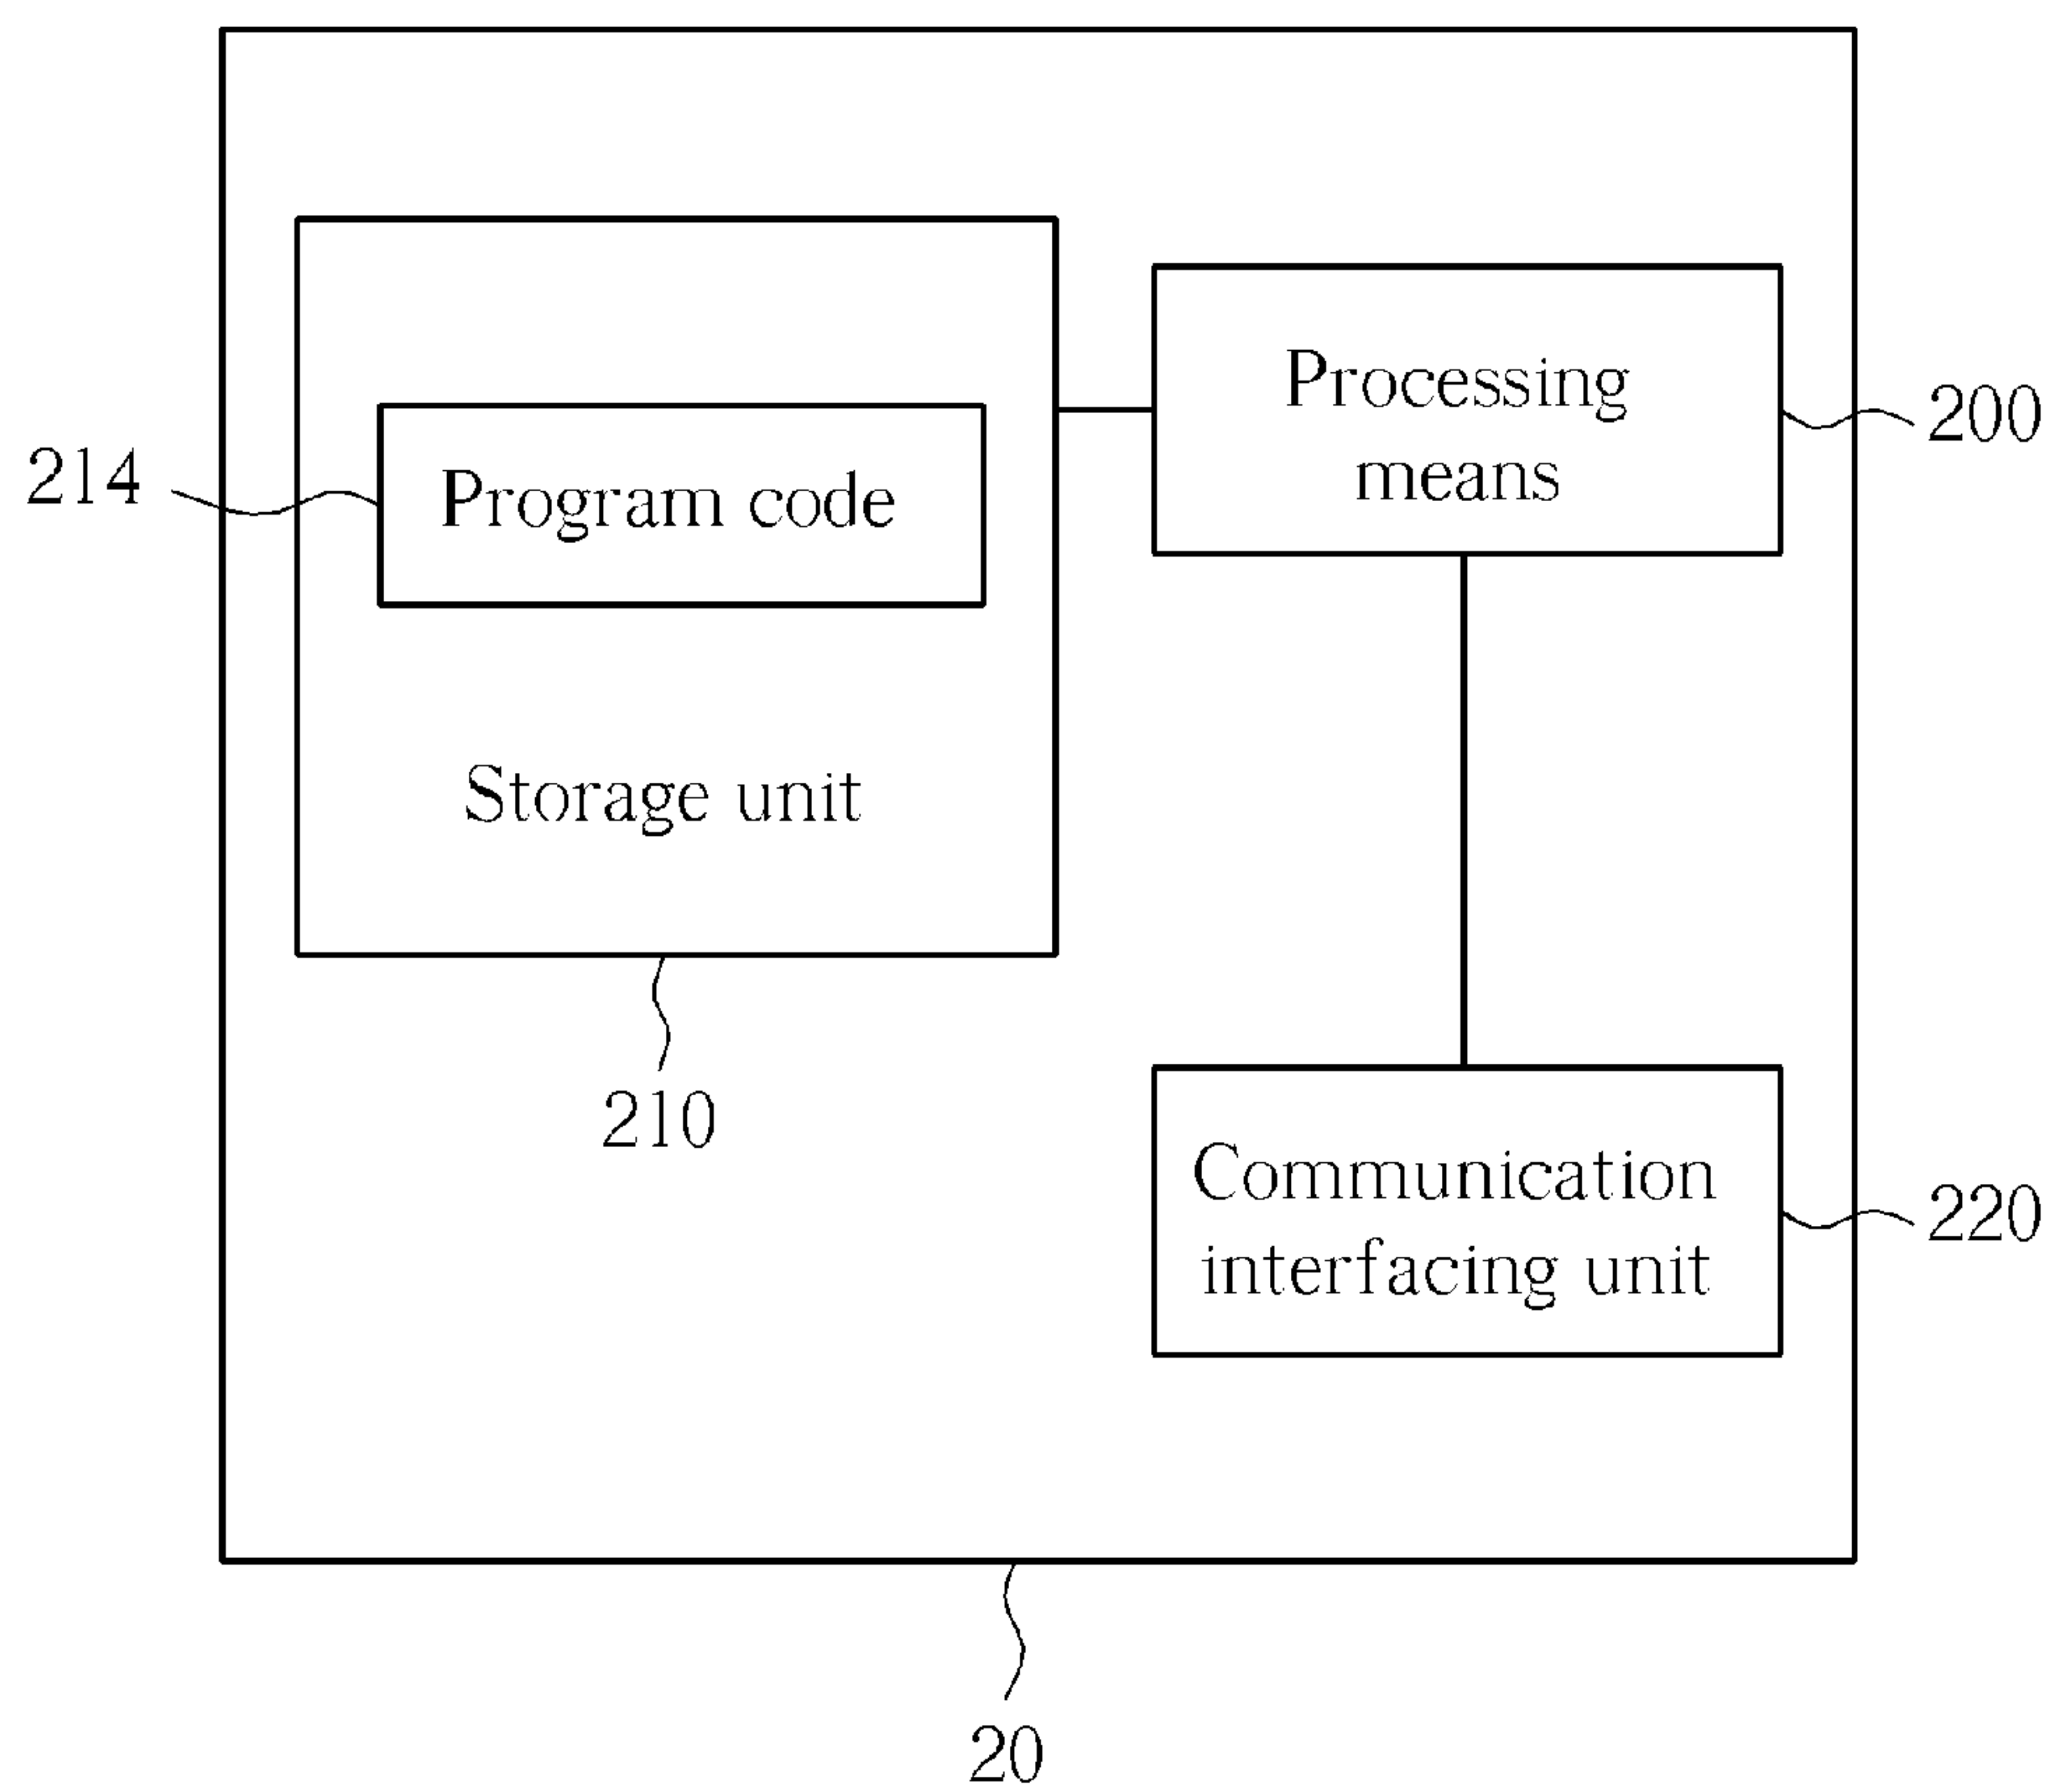 Processing
means
200
214
Program code
Storage unit
210
Communication
interfacing unit
220
20